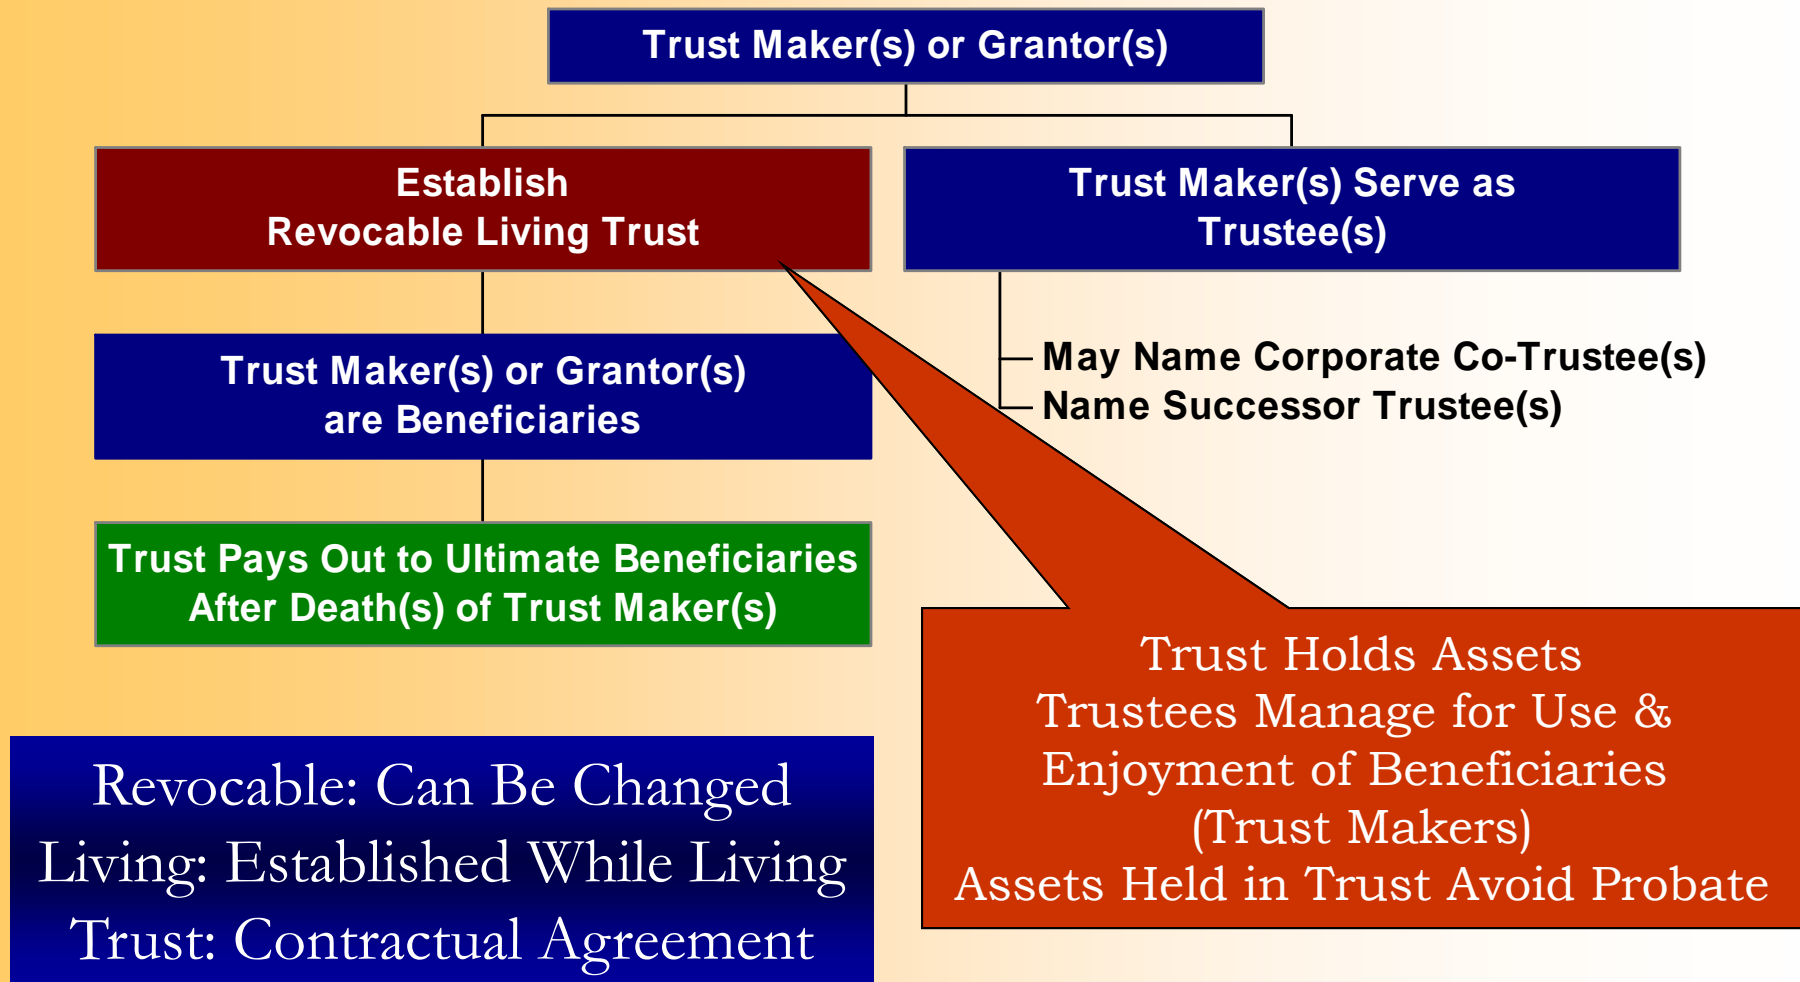 Trust Maker(s) or Grantor(s)
Establish
Revocable Living Trust
Trust Maker(s) Serve as
Trustee(s)
Trust Maker(s) or Grantor(s)
are Beneficiaries
May Name Corporate Co-Trustee(s)
Name Successor Trustee(s)
Trust Pays Out to Ultimate Beneficiaries
After Death(s) of Trust Maker(s)
Trust Holds Assets
Trustees Manage for Use &
Enjoyment of Beneficiaries
(Trust Makers)
Assets Held in Trust Avoid Probate
Revocable: Can Be Changed
Living: Established While Living
Trust: Contractual Agreement